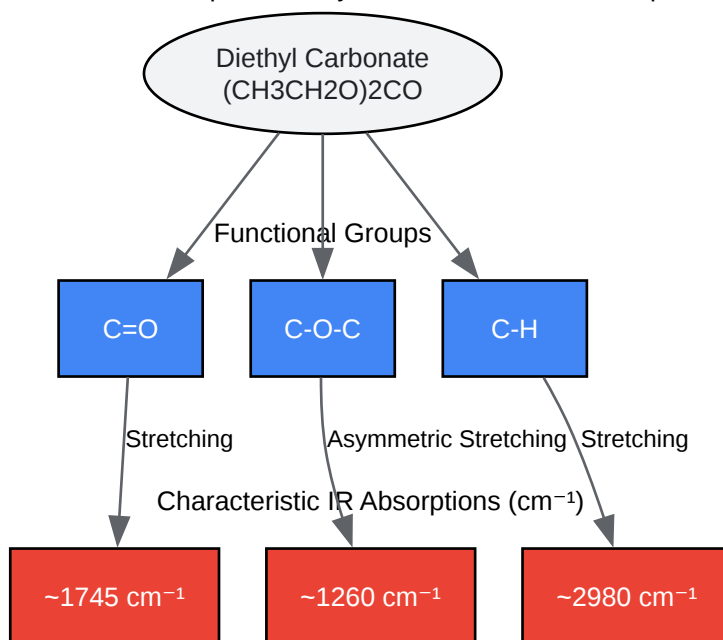 Diethyl Carbonate
(CH3CH2O)2CO
Functional Groups
C=O
C-O-C
C-H
Stretching
Asymmetric Stretching
Stretching
Characteristic IR Absorptions (cm⁻¹)
~1745 cm⁻¹
~1260 cm⁻¹
~2980 cm⁻¹